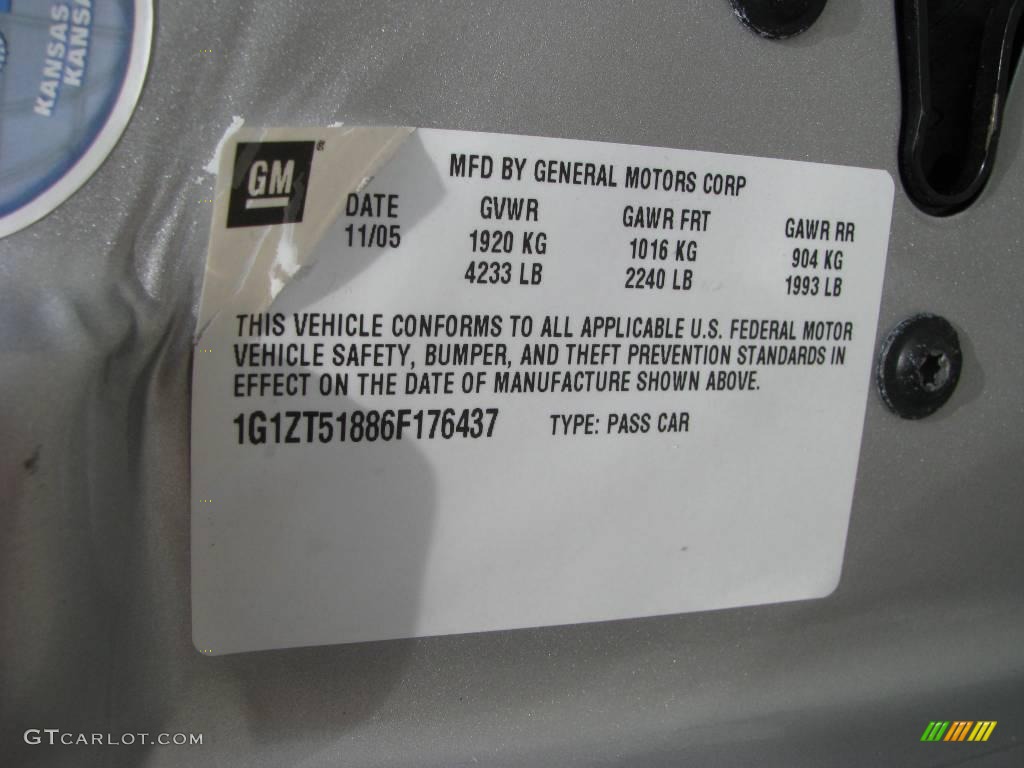 KANSAS
KANSA
GM®
MFD BY GENERAL MOTORS CORP
DATE GVWR GAWR FRT GAWR RR
11/05 1920 KG 1016 KG 904 KG
4233 LB 2240 LB 1993 LB
THIS VEHICLE CONFORMS TO ALL APPLICABLE U.S. FEDERAL MOTOR
VEHICLE SAFETY, BUMPER, AND THEFT PREVENTION STANDARDS IN
EFFECT ON THE DATE OF MANUFACTURE SHOWN ABOVE.
1G1ZT51886F176437 TYPE: PASS CAR
GTCARLOT.COM